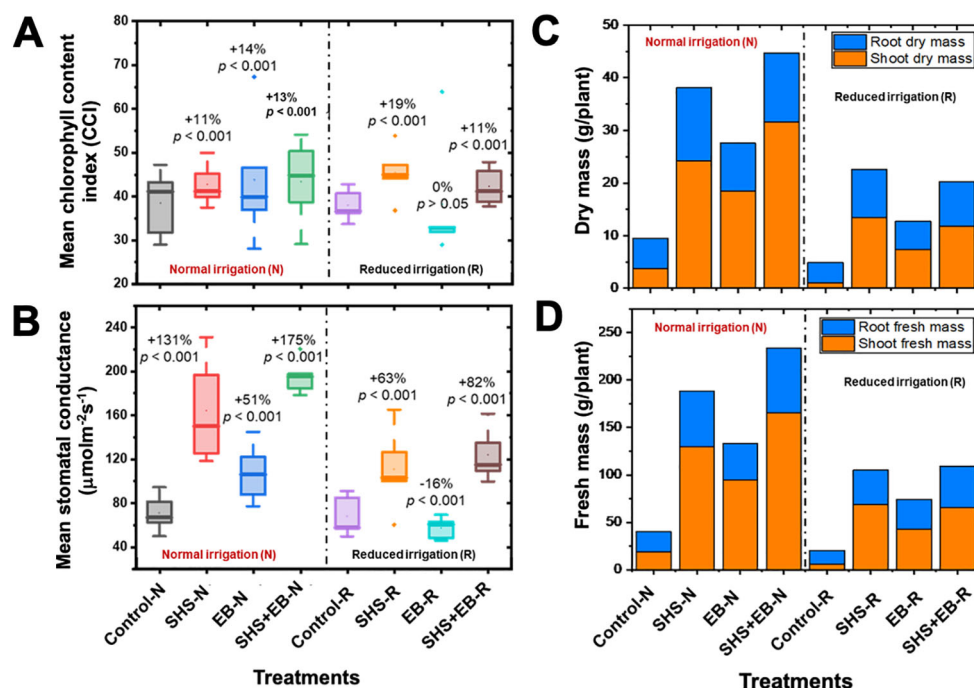 A
Mean chlorophyll content
index (CCI)
80
70
60
50
40
30
20
+11%
p < 0.001
+14%
p < 0.001
+13%
p < 0.001
+19%
p < 0.001
0%
p > 0.05
+11%
p < 0.001
Normal irrigation (N)
Reduced irrigation (R)
B
Mean stomatal conductance
(µmolm⁻²s⁻¹)
240
200
160
120
80
40
+131%
p < 0.001
+51%
p < 0.001
+175%
p < 0.001
+63%
p < 0.001
-16%
p < 0.001
+82%
p < 0.001
Normal irrigation (N)
Reduced irrigation (R)
Control-N
SHS-N
EB-N
SHS+EB-N
Control-R
SHS-R
EB-R
SHS+EB-R
Treatments
C
Dry mass (g/plant)
50
40
30
20
10
0
Normal irrigation (N)
Root dry mass
Shoot dry mass
Reduced irrigation (R)
D
Fresh mass (g/plant)
250
200
150
100
50
0
Normal irrigation (N)
Root fresh mass
Shoot fresh mass
Reduced irrigation (R)
Control-N
SHS-N
EB-N
SHS+EB-N
Control-R
SHS-R
EB-R
SHS+EB-R
Treatments